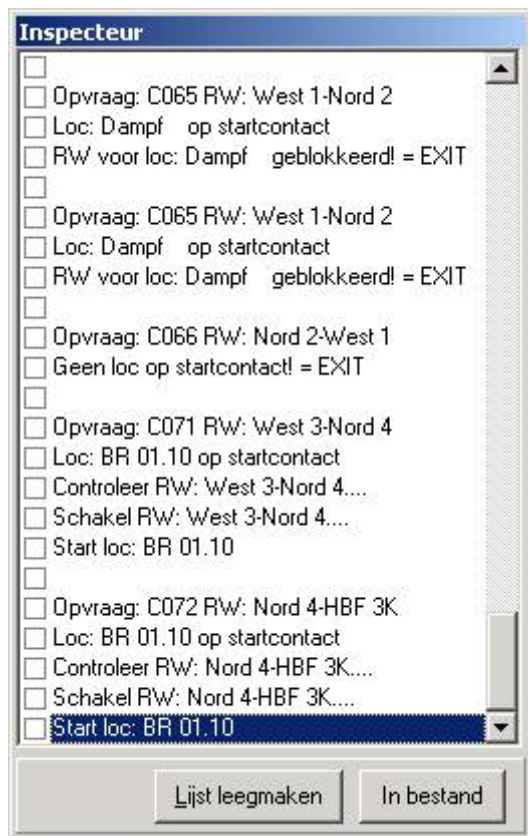 Inspecteur
Opvraag: C065 RW: West 1-Nord 2
Loc: Dampf op startcontact
RW voor loc: Dampf geblokkeerd! = EXIT
Opvraag: C065 RW: West 1-Nord 2
Loc: Dampf op startcontact
RW voor loc: Dampf geblokkeerd! = EXIT
Opvraag: C066 RW: Nord 2-West 1
Geen loc op startcontact! = EXIT
Opvraag: C071 RW: West 3-Nord 4
Loc: BR 01.10 op startcontact
Controleer RW: West 3-Nord 4....
Schakel RW: West 3-Nord 4....
Start loc: BR 01.10
Opvraag: C072 RW: Nord 4-HBF 3K
Loc: BR 01.10 op startcontact
Controleer RW: Nord 4-HBF 3K....
Schakel RW: Nord 4-HBF 3K....
Start loc: BR 01.10
Lijst leegmaken In bestand